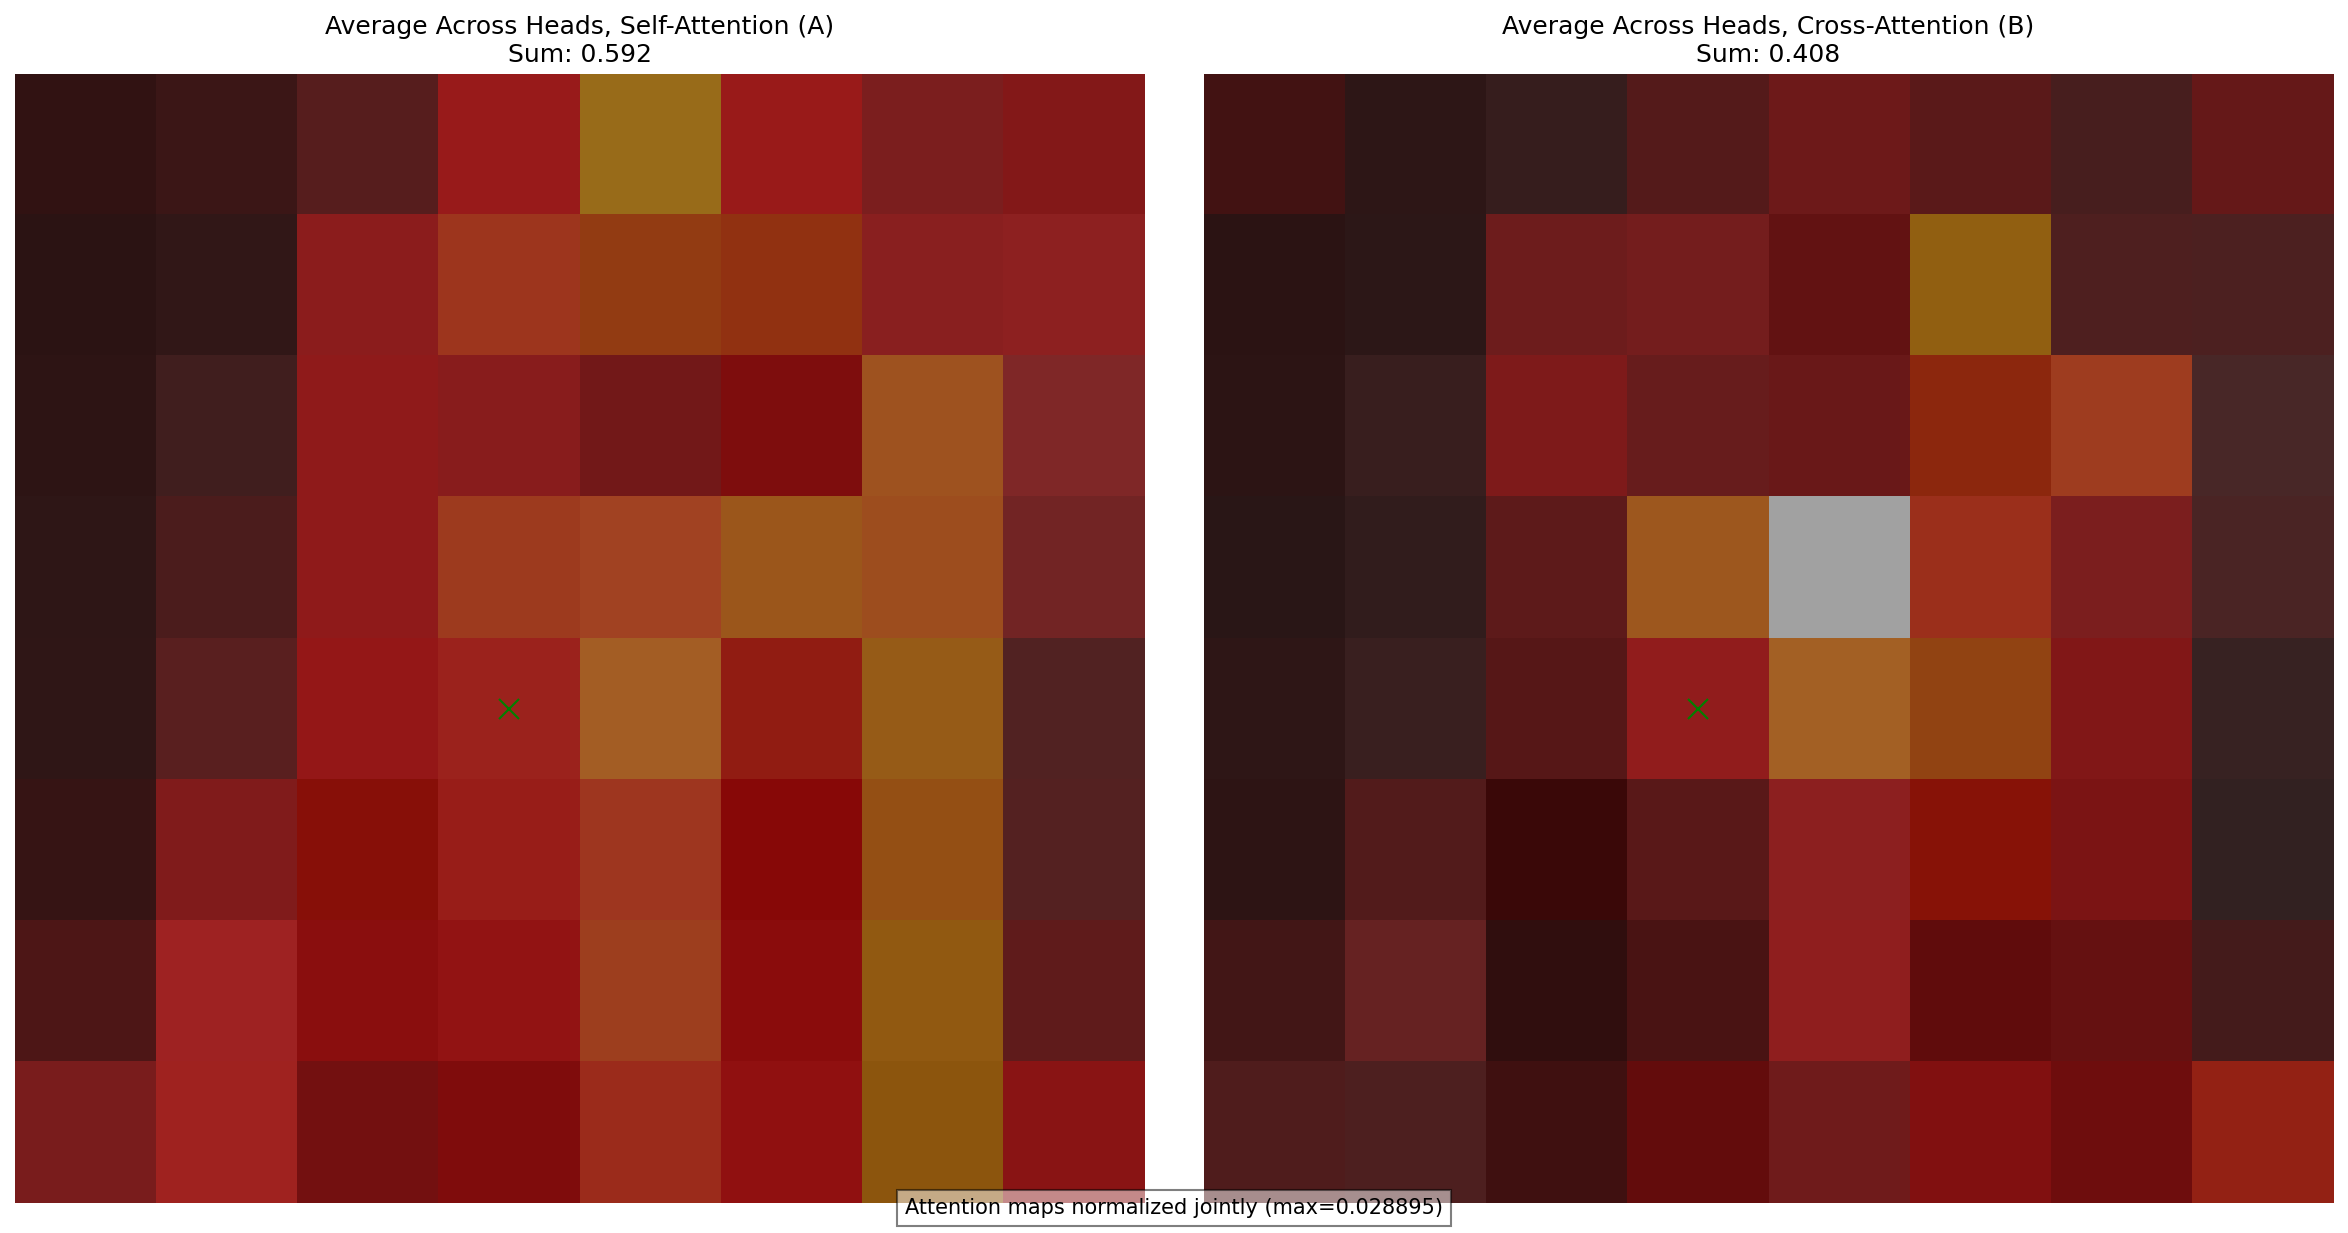 Average Across Heads, Self-Attention (A)
Sum: 0.592
Average Across Heads, Cross-Attention (B)
Sum: 0.408
Attention maps normalized jointly (max=0.028895)